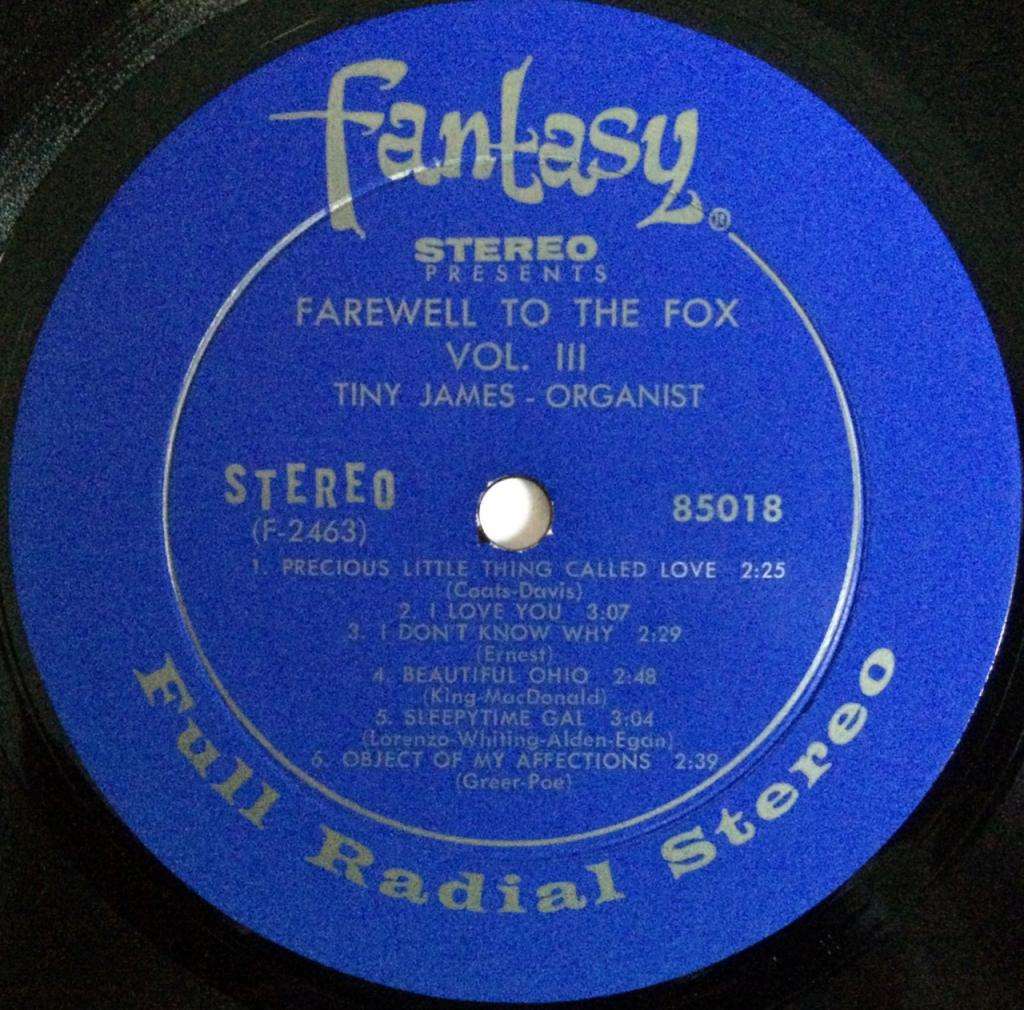 fantasy®
STEREO
PRESENTS
FAREWELL TO THE FOX
VOL. III
TINY JAMES - ORGANIST
STEREO
(F-2463)
85018
1. PRECIOUS LITTLE THING CALLED LOVE 2:25
(Coats-Davis)
2. I LOVE YOU 3.07
3. I DON'T KNOW WHY 2:29
(Ernest)
4. BEAUTIFUL OHIO 2:48
(King-MacDonald)
5. SLEEPYTIME GAL 3:04
(Lorenzo-Whiting-Alden-Egan)
6. OBJECT OF MY AFFECTIONS 2:39
(Greer-Poe)
Full Radial Stereo